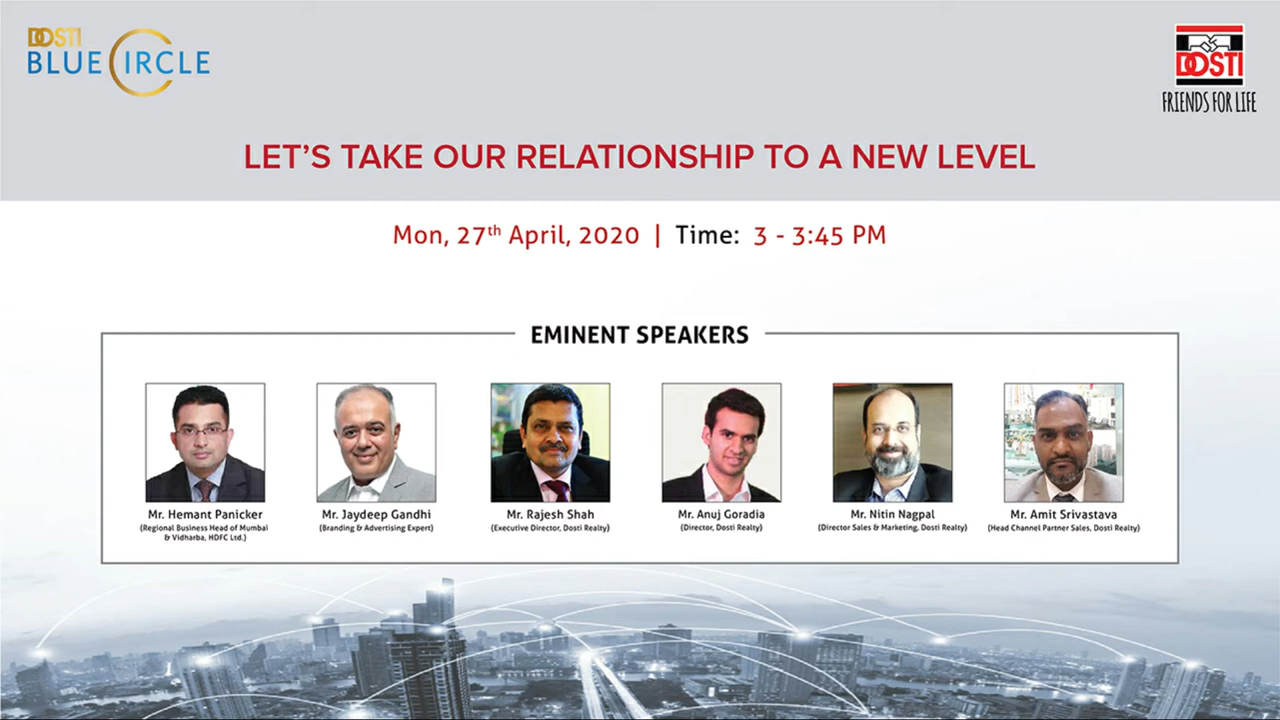 DOSTI
BLUE CIRCLE
DOSTI
FRIENDS FOR LIFE
LET'S TAKE OUR RELATIONSHIP TO A NEW LEVEL
Mon, 27th April, 2020 | Time: 3 - 3:45 PM
EMINENT SPEAKERS
Mr. Hemant Panicker
(Regional Business Head of Mumbai
& Vidharba, HDFC Ltd.)
Mr. Jaydeep Gandhi
(Branding & Advertising Expert)
Mr. Rajesh Shah
(Executive Director, Dosti Realty)
Mr. Anuj Goradia
(Director, Dosti Realty)
Mr. Nitin Nagpal
(Director Sales & Marketing, Dosti Realty)
Mr. Amit Srivastava
(Head Channel Partner Sales, Dosti Realty)